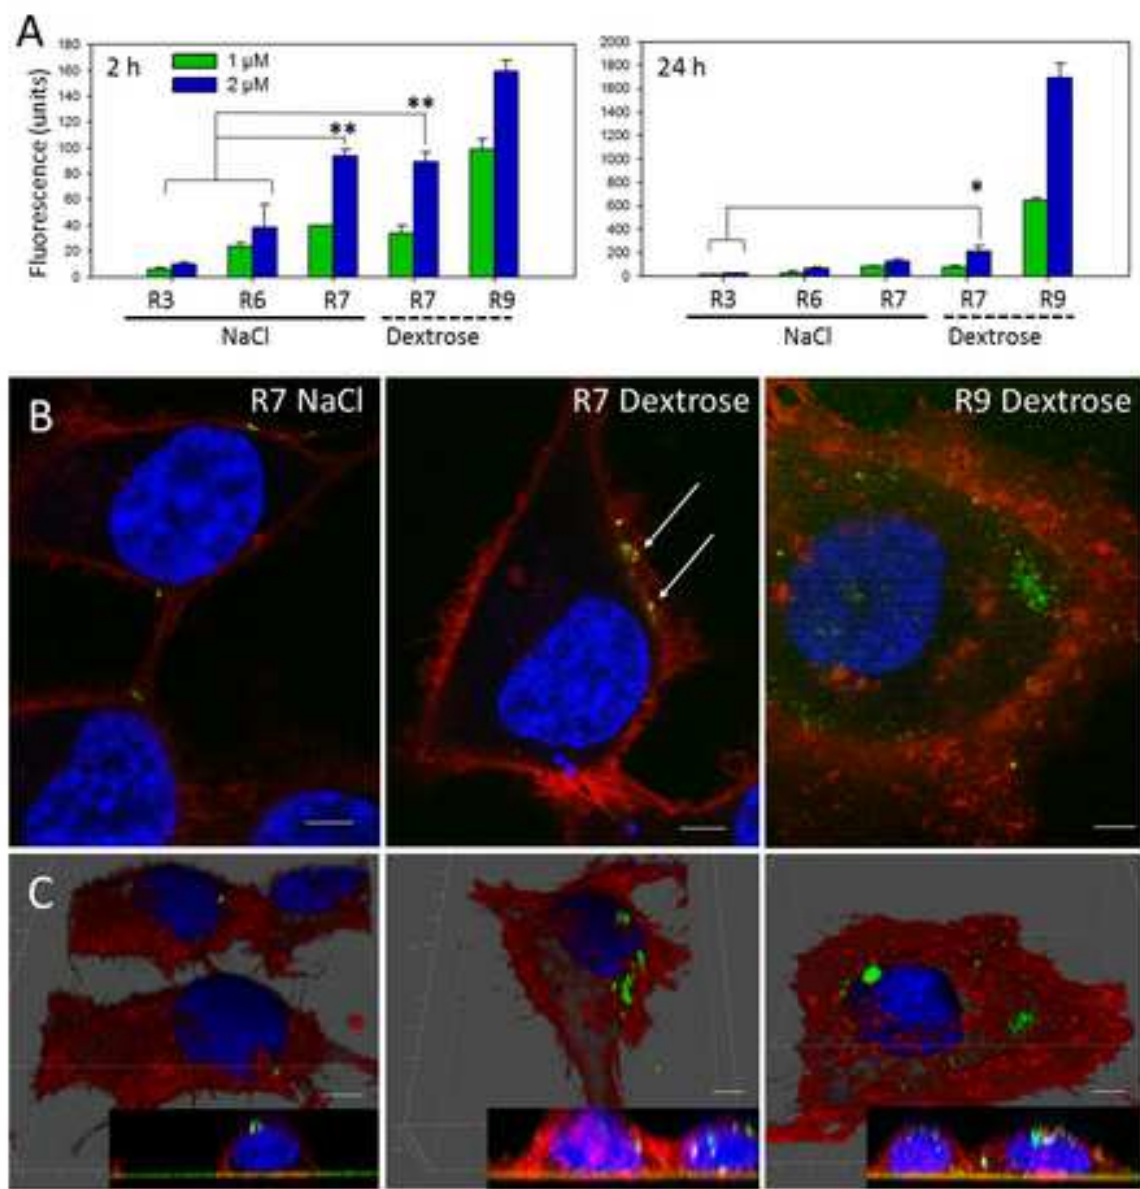 A
180
160
140
120
100
80
60
40
20
0
Fluorescence (units)
2 h
1 µM
2 µM
**
**
R3 R6 R7 R7 R9
NaCl Dextrose
2000
1800
1600
1400
1200
1000
800
600
400
200
0
24 h
*
R3 R6 R7 R7 R9
NaCl Dextrose
B
R7 NaCl
R7 Dextrose
R9 Dextrose
C